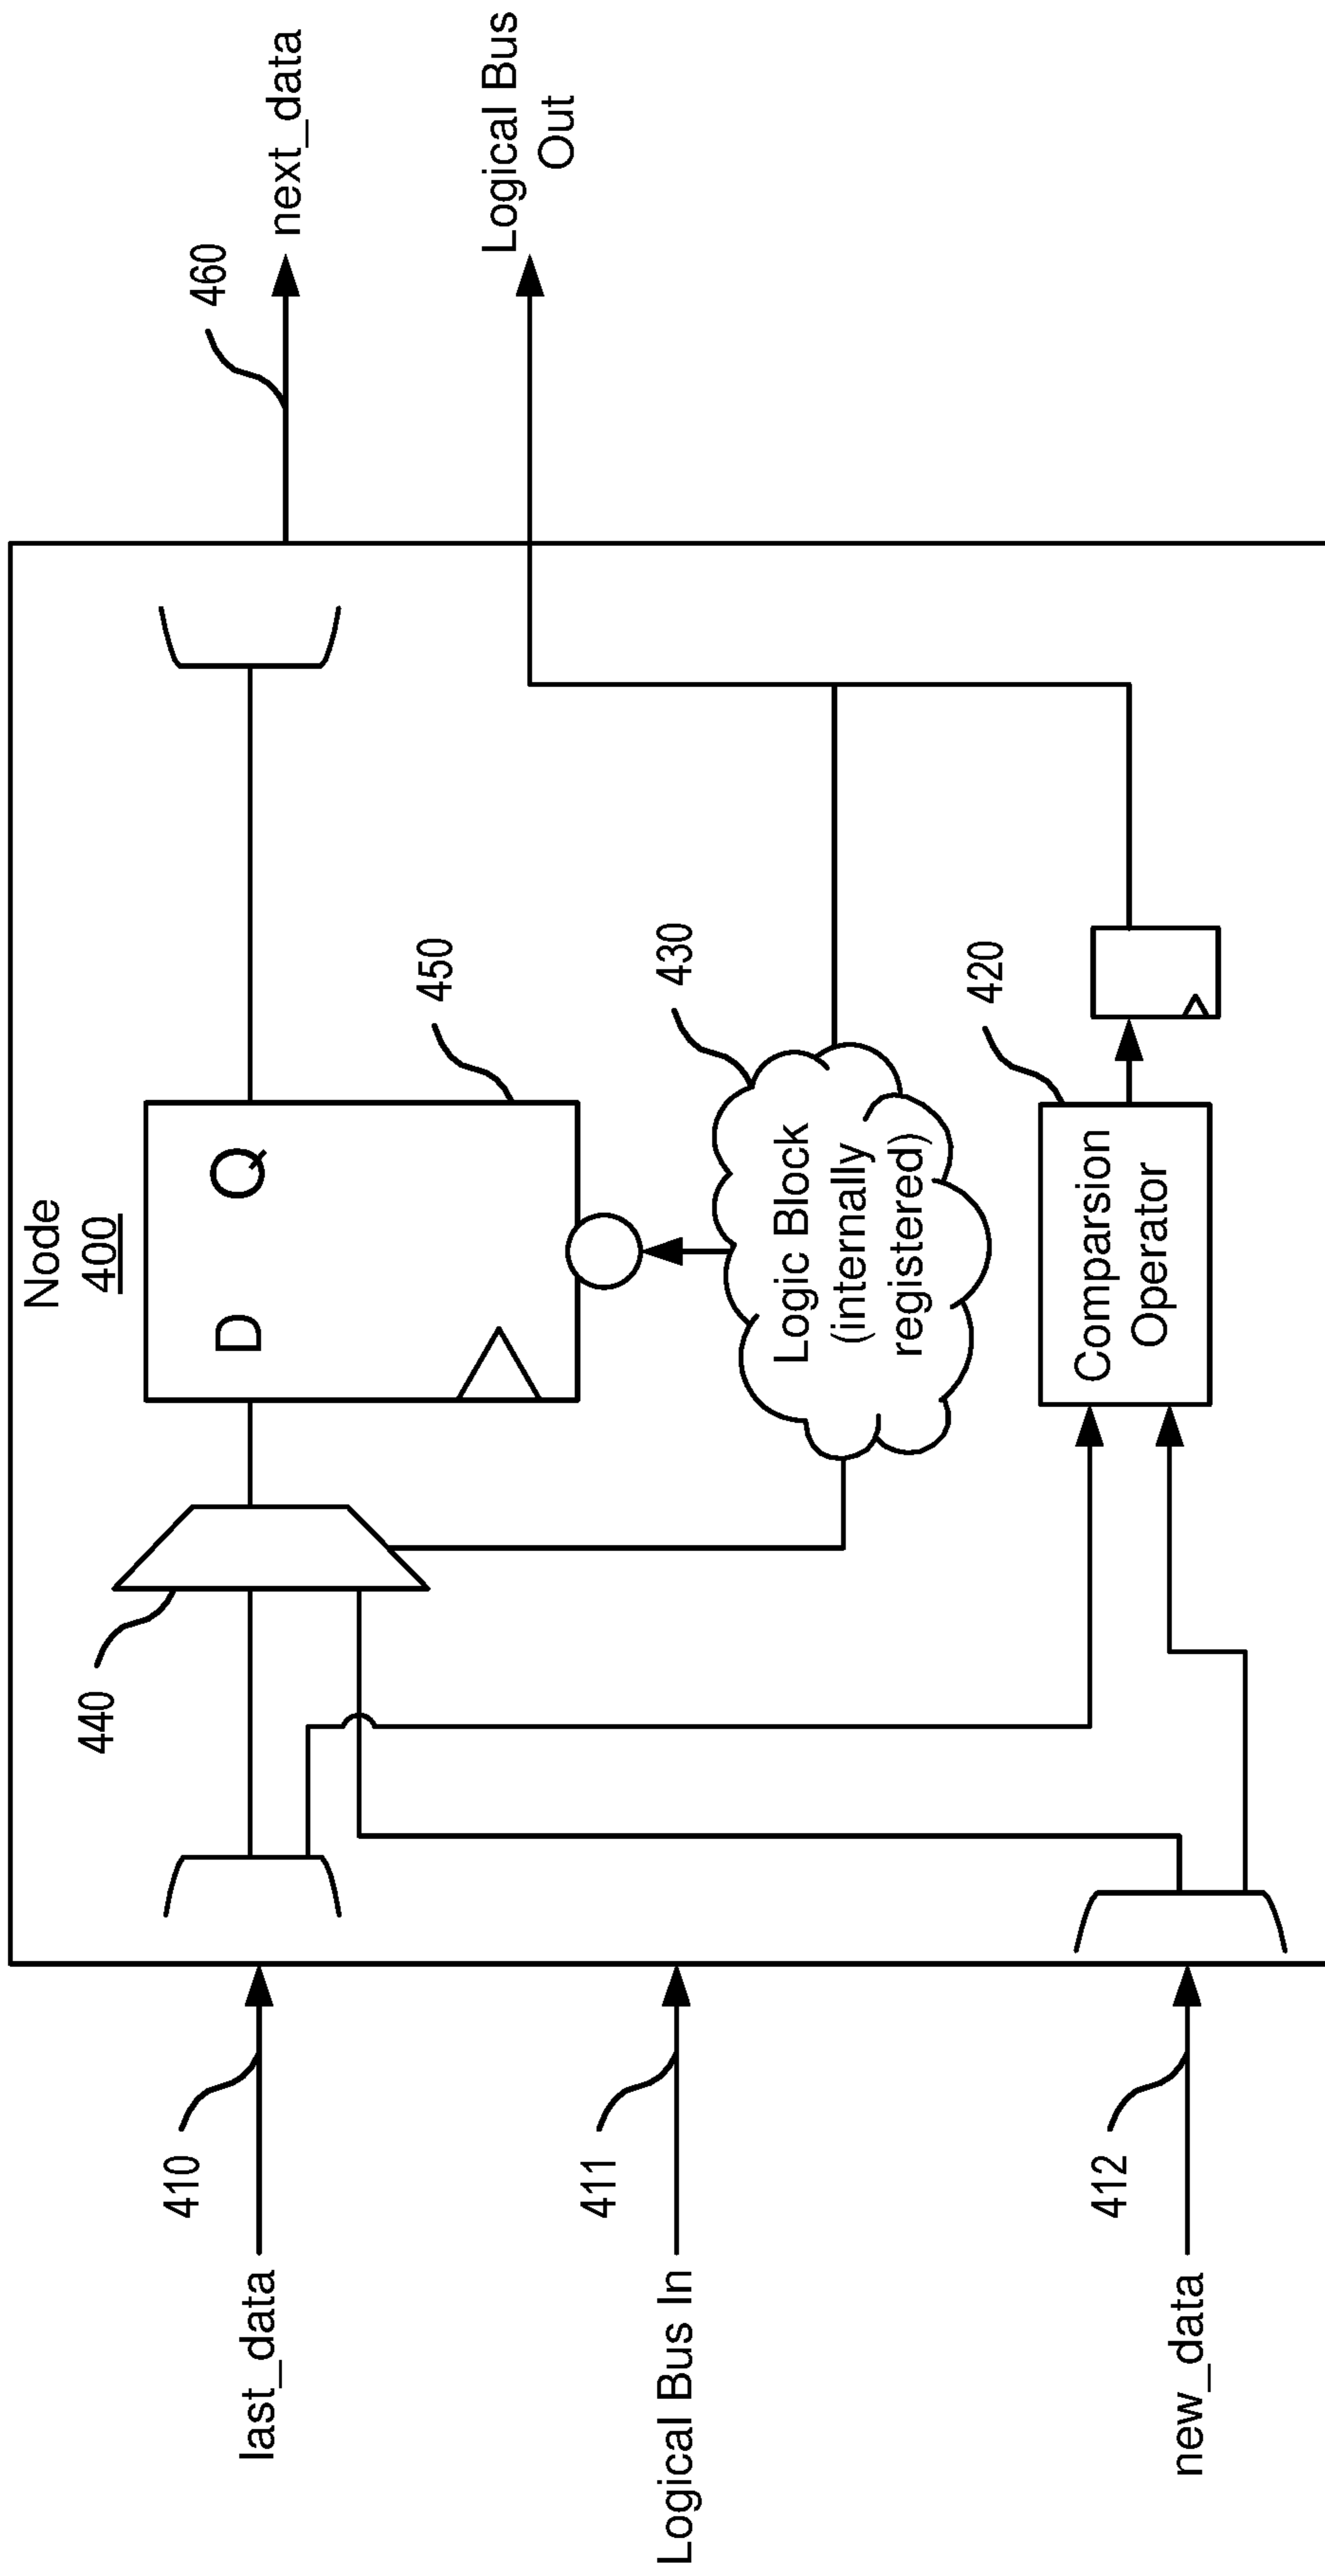 Node
400
460
next_data
Logical Bus
Out
D Q
450
440
430
Logic Block
(internally
registered)
420
Comparsion
Operator
410
last_data
411
Logical Bus In
412
new_data